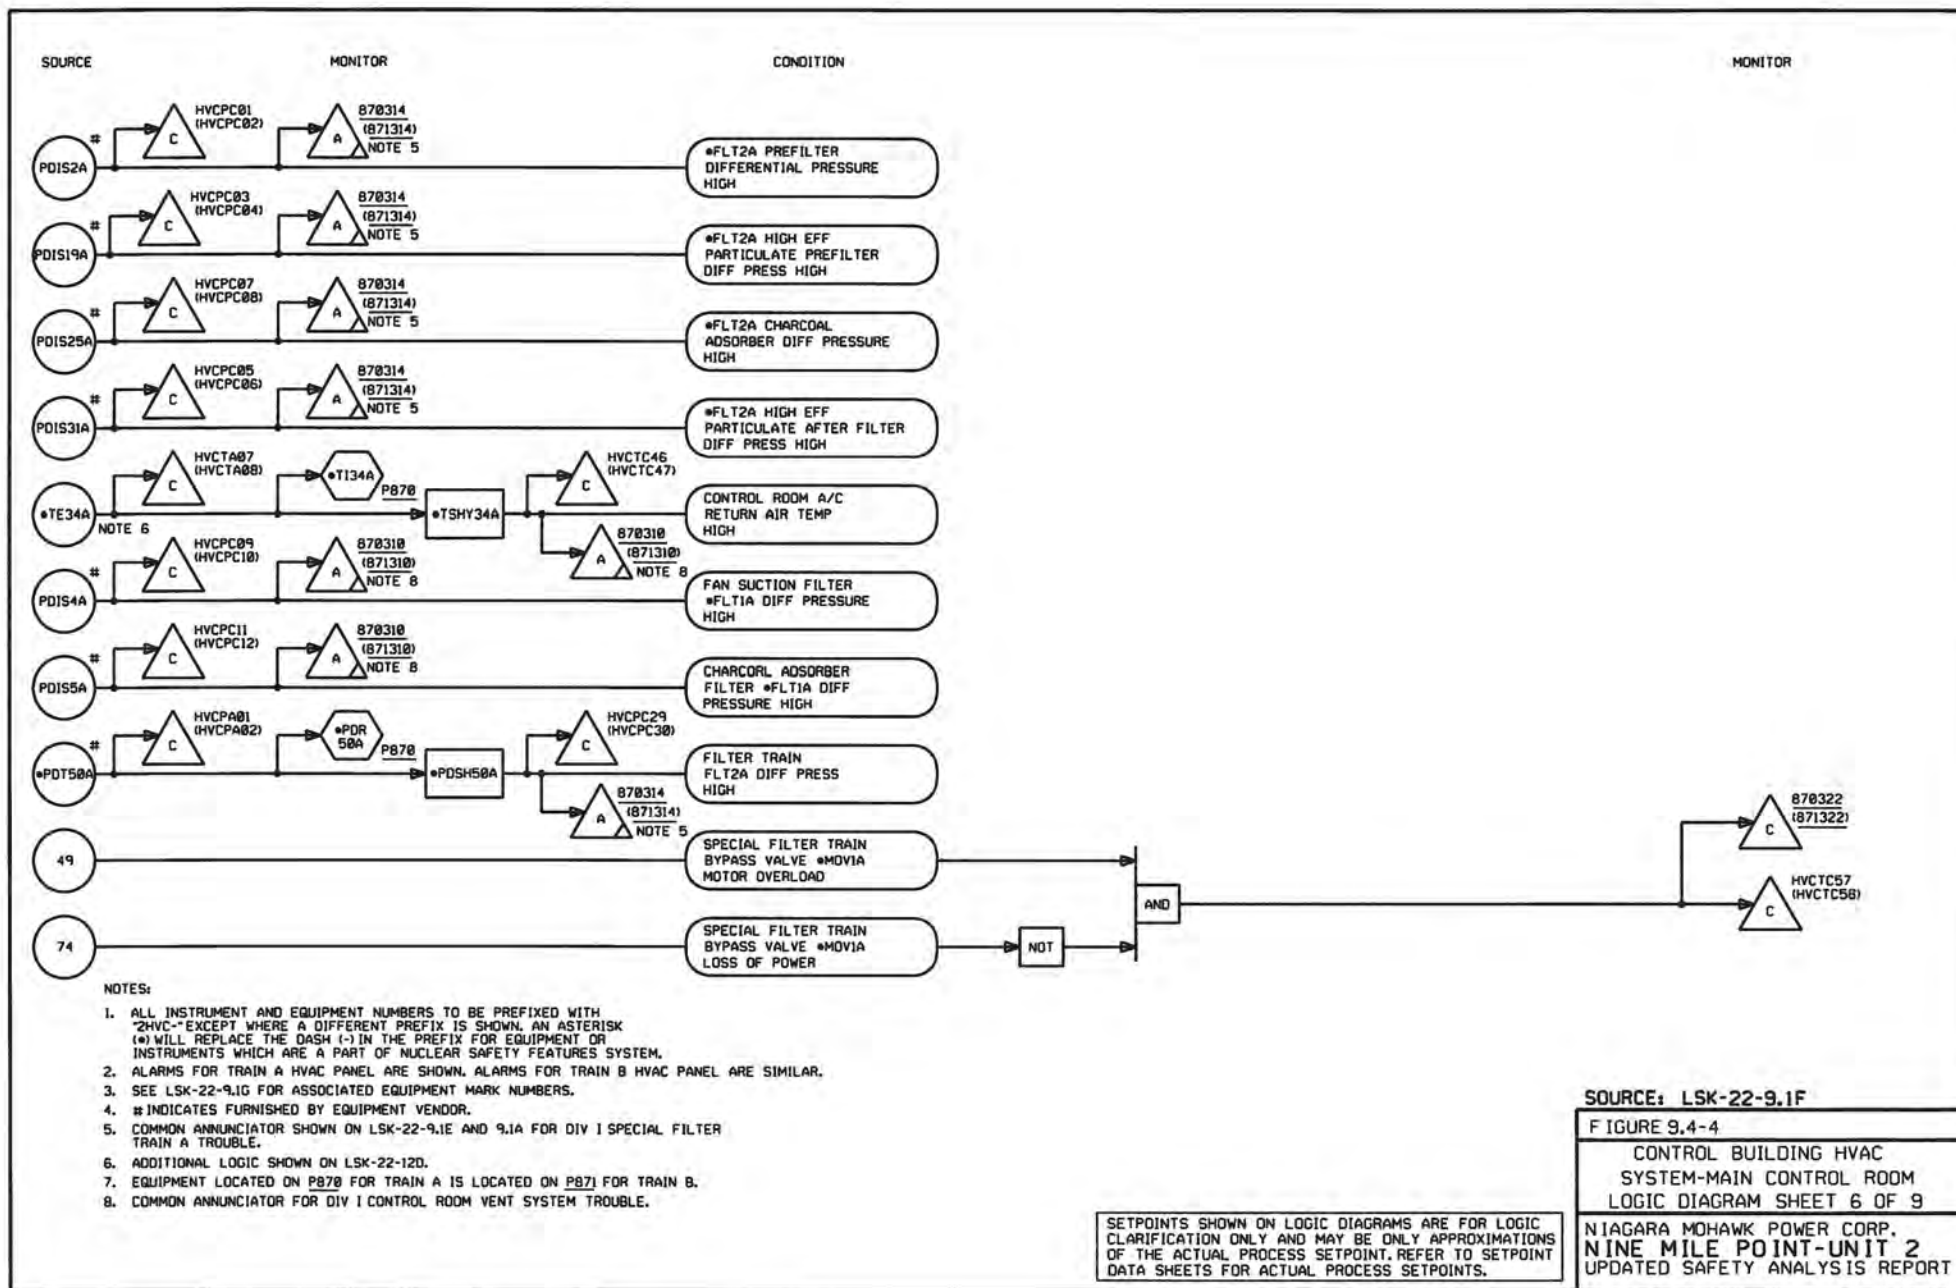 SOURCE MONITOR CONDITION MONITOR
HVCPC01
(HVCPC02)
870314
(871314)
NOTE 5
#
C
A
PDIS2A
•FLT2A PREFILTER
DIFFERENTIAL PRESSURE
HIGH
HVCPC03
(HVCPC04)
870314
(871314)
NOTE 5
#
C
A
PDIS19A
•FLT2A HIGH EFF
PARTICULATE PREFILTER
DIFF PRESS HIGH
HVCPC07
(HVCPC08)
870314
(871314)
NOTE 5
#
C
A
PDIS25A
•FLT2A CHARCOAL
ADSORBER DIFF PRESSURE
HIGH
HVCPC05
(HVCPC06)
870314
(871314)
NOTE 5
#
C
A
PDIS31A
•FLT2A HIGH EFF
PARTICULATE AFTER FILTER
DIFF PRESS HIGH
HVCTA07
(HVCTA08)
C
•TI34A
P870
•TE34A
NOTE 6
•TSHY34A
HVCTC46
(HVCTC47)
C
870310
(871310)
NOTE 8
A
CONTROL ROOM A/C
RETURN AIR TEMP
HIGH
HVCPC09
(HVCPC10)
870310
(871310)
NOTE 8
#
C
A
PDIS4A
FAN SUCTION FILTER
•FLT1A DIFF PRESSURE
HIGH
HVCPC11
(HVCPC12)
870310
(871310)
NOTE 8
#
C
A
PDIS5A
CHARCORL ADSORBER
FILTER •FLT1A DIFF
PRESSURE HIGH
HVCPA01
(HVCPA02)
#
C
•PDR
50A
P870
•PDT50A
•PDSH50A
HVCPC29
(HVCPC30)
C
870314
(871314)
NOTE 5
A
FILTER TRAIN
FLT2A DIFF PRESS
HIGH
49
SPECIAL FILTER TRAIN
BYPASS VALVE •MOV1A
MOTOR OVERLOAD
74
SPECIAL FILTER TRAIN
BYPASS VALVE •MOV1A
LOSS OF POWER
NOT
AND
870322
(871322)
C
HVCTC57
(HVCTC58)
C
NOTES:
1. ALL INSTRUMENT AND EQUIPMENT NUMBERS TO BE PREFIXED WITH
"2HVC-"EXCEPT WHERE A DIFFERENT PREFIX IS SHOWN. AN ASTERISK
(•) WILL REPLACE THE DASH (-) IN THE PREFIX FOR EQUIPMENT OR
INSTRUMENTS WHICH ARE A PART OF NUCLEAR SAFETY FEATURES SYSTEM.
2. ALARMS FOR TRAIN A HVAC PANEL ARE SHOWN. ALARMS FOR TRAIN B HVAC PANEL ARE SIMILAR.
3. SEE LSK-22-9.1G FOR ASSOCIATED EQUIPMENT MARK NUMBERS.
4. # INDICATES FURNISHED BY EQUIPMENT VENDOR.
5. COMMON ANNUNCIATOR SHOWN ON LSK-22-9.1E AND 9.1A FOR DIV I SPECIAL FILTER
TRAIN A TROUBLE.
6. ADDITIONAL LOGIC SHOWN ON LSK-22-12D.
7. EQUIPMENT LOCATED ON P870 FOR TRAIN A IS LOCATED ON P871 FOR TRAIN B.
8. COMMON ANNUNCIATOR FOR DIV I CONTROL ROOM VENT SYSTEM TROUBLE.
SETPOINTS SHOWN ON LOGIC DIAGRAMS ARE FOR LOGIC
CLARIFICATION ONLY AND MAY BE ONLY APPROXIMATIONS
OF THE ACTUAL PROCESS SETPOINT. REFER TO SETPOINT
DATA SHEETS FOR ACTUAL PROCESS SETPOINTS.
SOURCE: LSK-22-9.1F
FIGURE 9.4-4
CONTROL BUILDING HVAC
SYSTEM-MAIN CONTROL ROOM
LOGIC DIAGRAM SHEET 6 OF 9
NIAGARA MOHAWK POWER CORP.
NINE MILE POINT-UNIT 2
UPDATED SAFETY ANALYSIS REPORT